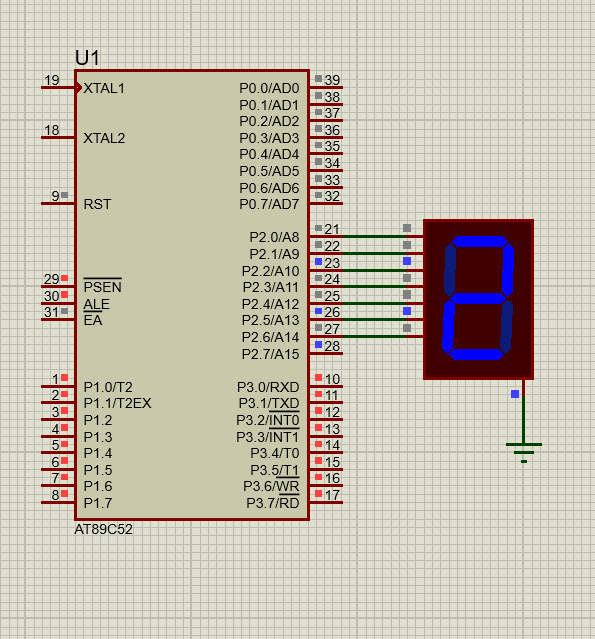 U1
19 XTAL1 P0.0/AD0 39
P0.1/AD1 38
P0.2/AD2 37
18 XTAL2 P0.3/AD3 36
P0.4/AD4 35
P0.5/AD5 34
P0.6/AD6 33
9 RST P0.7/AD7 32
P2.0/A8 21
P2.1/A9 22
P2.2/A10 23
29 PSEN P2.3/A11 24
30 ALE P2.4/A12 25
31 EA P2.5/A13 26
P2.6/A14 27
P2.7/A15 28
1 P1.0/T2 P3.0/RXD 10
2 P1.1/T2EX P3.1/TXD 11
3 P1.2 P3.2/INT0 12
4 P1.3 P3.3/INT1 13
5 P1.4 P3.4/T0 14
6 P1.5 P3.5/T1 15
7 P1.6 P3.6/WR 16
8 P1.7 P3.7/RD 17
AT89C52
2